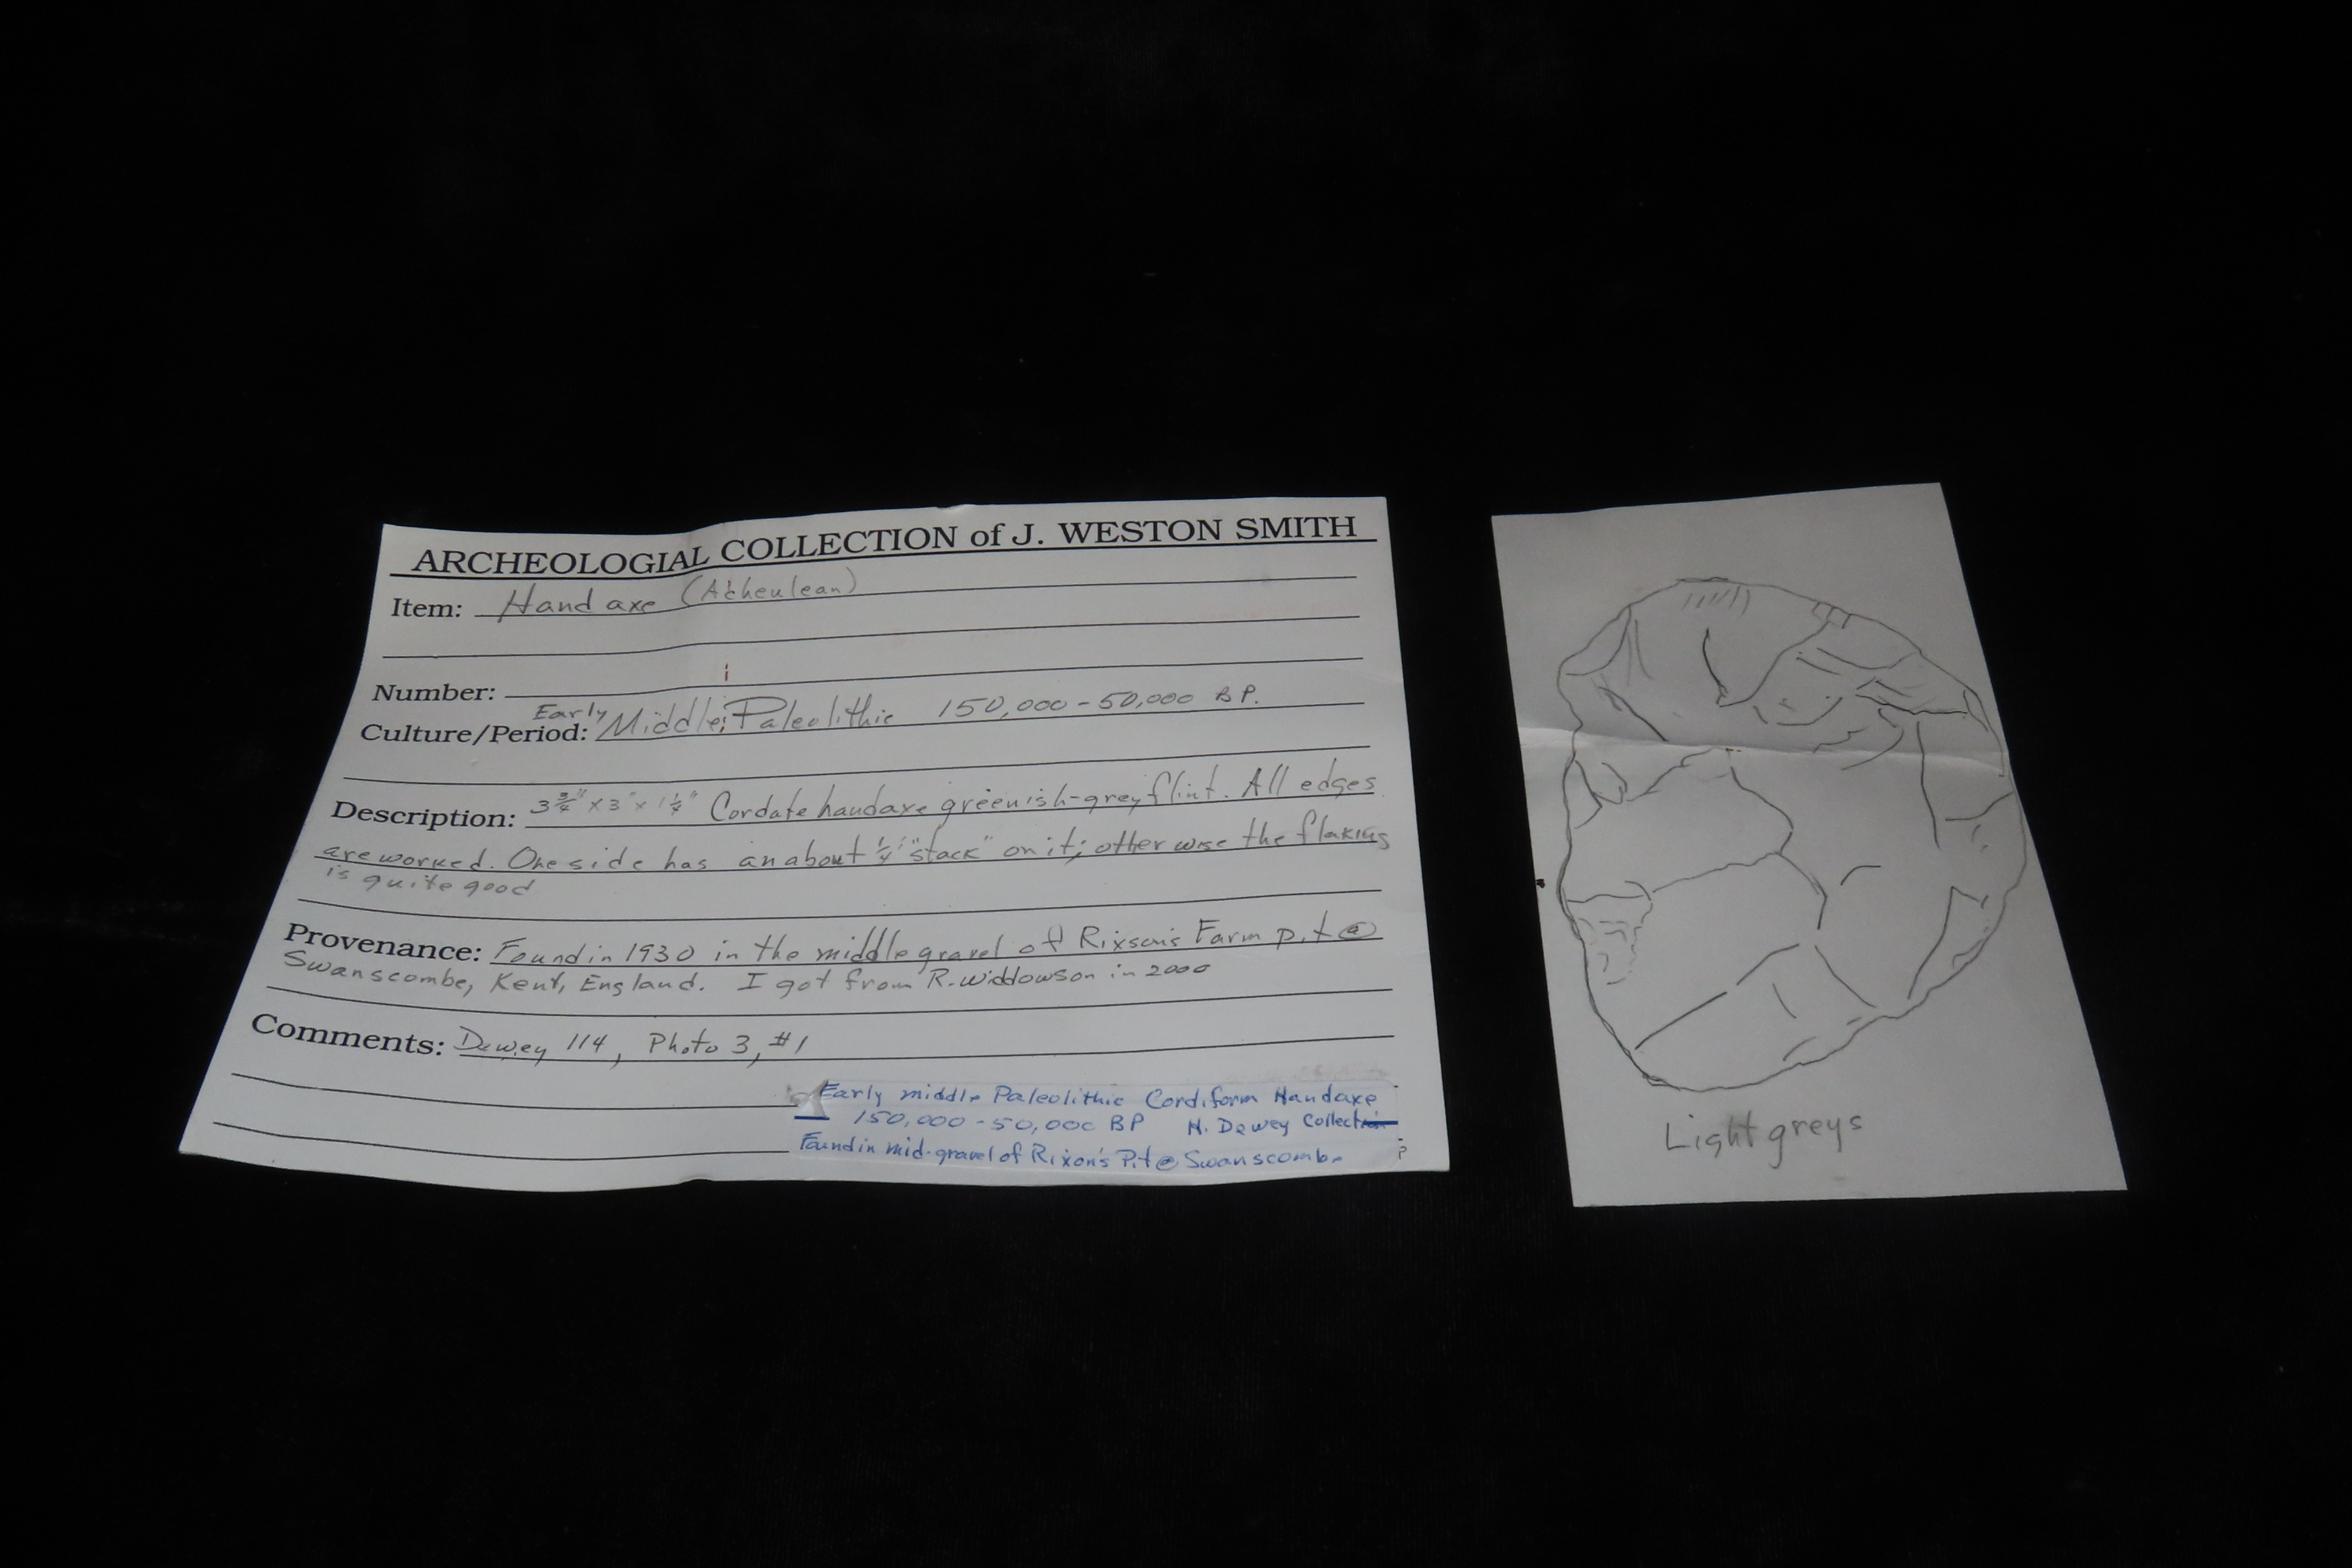 ARCHEOLOGIAL COLLECTION of J. WESTON SMITH
Item: Hand axe (Acheulean)
Number:
Culture/Period: Early Middle Paleolithic 150,000-50,000 BP.
Description: 3 3/4" x 3" x 1 1/4" Cordate handaxe greenish-grey flint. All edges
are worked. One side has an about 1/4" "stack" on it; otherwise the flaking
is quite good
Provenance: Found in 1930 in the middle gravel of Rixson's Farm pit @
Swanscombe, Kent, England. I got from R. Widdowson in 2000
Comments: Dewey 114, Photo 3, #1
Early middle Paleolithic Cordiform Handaxe
150,000-50,000 BP H. Dewey Collection
Found in mid-gravel of Rixon's Pit @ Swanscombe
Light greys